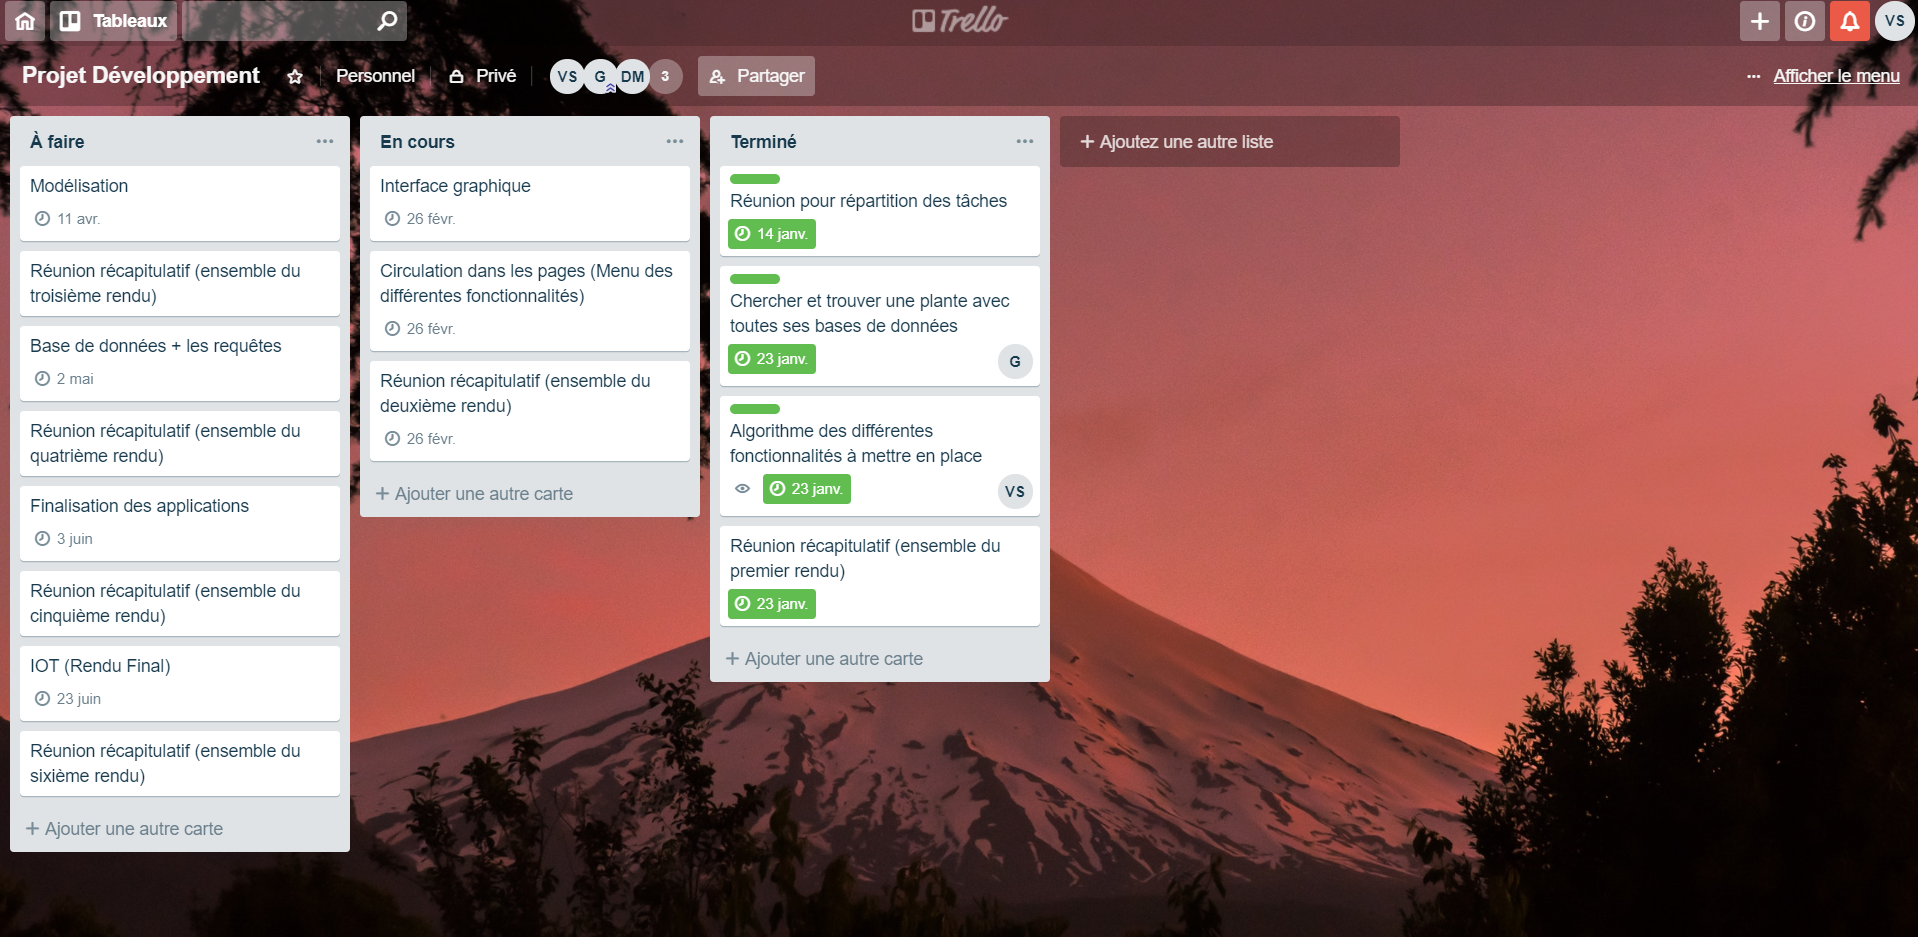 Tableaux
Trello
VS
Projet Développement
Personnel
Privé
VS G DM 3
Partager
Afficher le menu
À faire
Modélisation
11 avr.
Réunion récapitulatif (ensemble du
troisième rendu)
Base de données + les requêtes
2 mai
Réunion récapitulatif (ensemble du
quatrième rendu)
Finalisation des applications
3 juin
Réunion récapitulatif (ensemble du
cinquième rendu)
IOT (Rendu Final)
23 juin
Réunion récapitulatif (ensemble du
sixième rendu)
+ Ajouter une autre carte
En cours
Interface graphique
26 févr.
Circulation dans les pages (Menu des
différentes fonctionnalités)
26 févr.
Réunion récapitulatif (ensemble du
deuxième rendu)
26 févr.
+ Ajouter une autre carte
Terminé
Réunion pour répartition des tâches
14 janv.
Chercher et trouver une plante avec
toutes ses bases de données
23 janv.
G
Algorithme des différentes
fonctionnalités à mettre en place
23 janv.
VS
Réunion récapitulatif (ensemble du
premier rendu)
23 janv.
+ Ajouter une autre carte
+ Ajoutez une autre liste